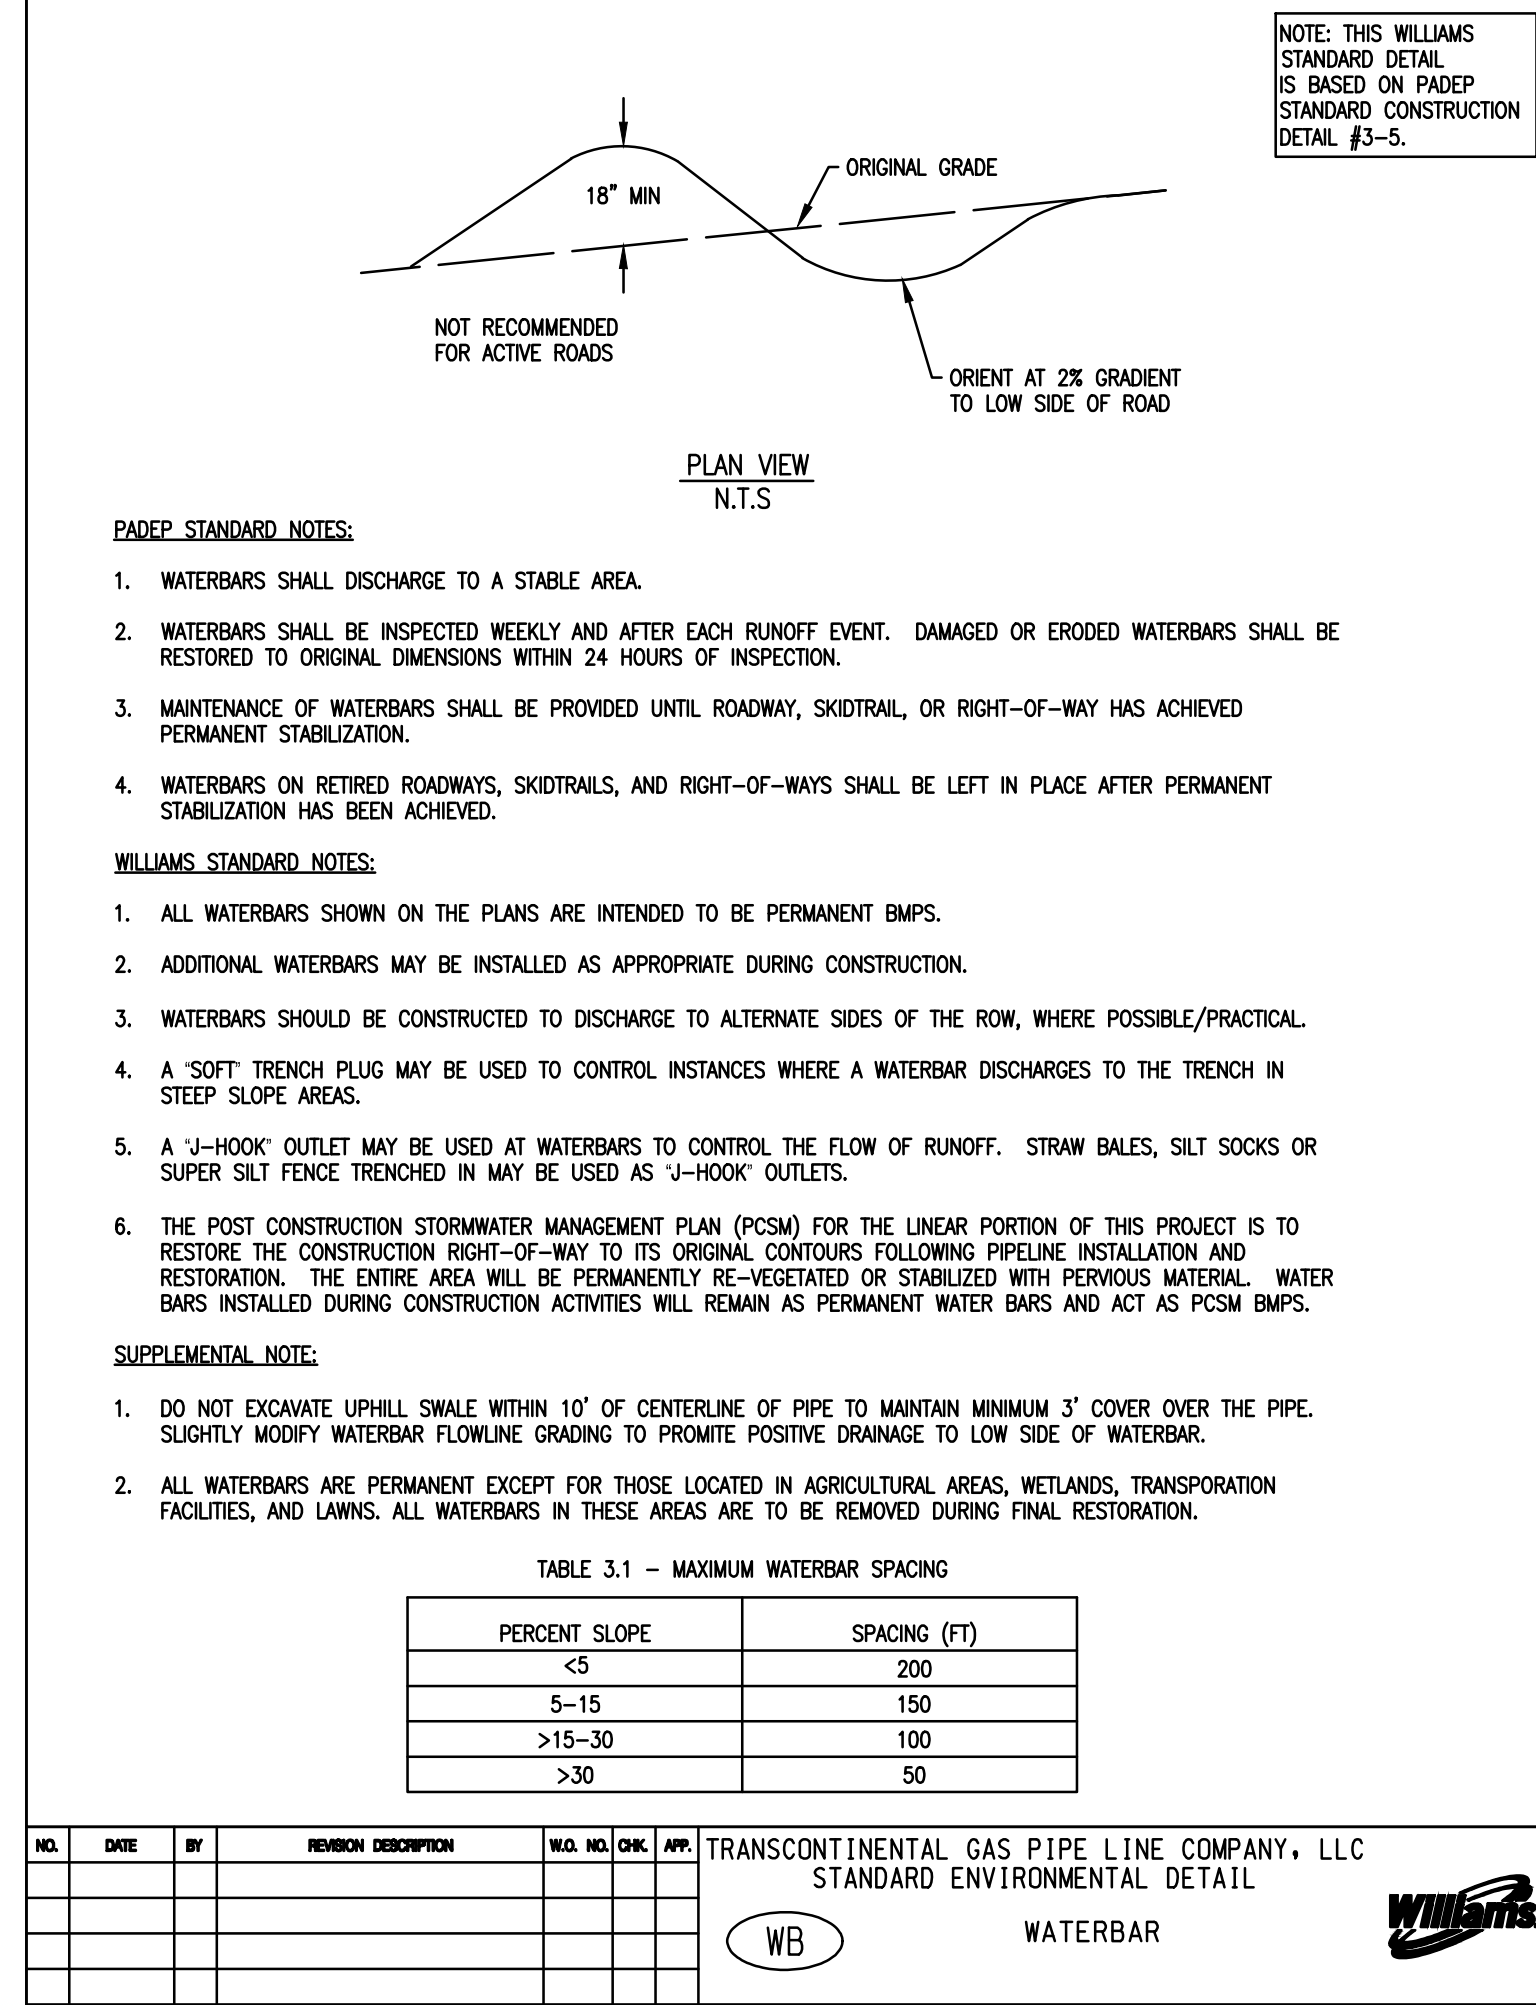 NOTE: THIS WILLIAMS
STANDARD DETAIL
IS BASED ON PADEP
STANDARD CONSTRUCTION
DETAIL #3-5.
ORIGINAL GRADE
18" MIN
NOT RECOMMENDED
FOR ACTIVE ROADS
ORIENT AT 2% GRADIENT
TO LOW SIDE OF ROAD
PLAN VIEW
N.T.S
PADEP STANDARD NOTES:
1. WATERBARS SHALL DISCHARGE TO A STABLE AREA.
2. WATERBARS SHALL BE INSPECTED WEEKLY AND AFTER EACH RUNOFF EVENT. DAMAGED OR ERODED WATERBARS SHALL BE
RESTORED TO ORIGINAL DIMENSIONS WITHIN 24 HOURS OF INSPECTION.
3. MAINTENANCE OF WATERBARS SHALL BE PROVIDED UNTIL ROADWAY, SKIDTRAIL, OR RIGHT-OF-WAY HAS ACHIEVED
PERMANENT STABILIZATION.
4. WATERBARS ON RETIRED ROADWAYS, SKIDTRAILS, AND RIGHT-OF-WAYS SHALL BE LEFT IN PLACE AFTER PERMANENT
STABILIZATION HAS BEEN ACHIEVED.
WILLIAMS STANDARD NOTES:
1. ALL WATERBARS SHOWN ON THE PLANS ARE INTENDED TO BE PERMANENT BMPS.
2. ADDITIONAL WATERBARS MAY BE INSTALLED AS APPROPRIATE DURING CONSTRUCTION.
3. WATERBARS SHOULD BE CONSTRUCTED TO DISCHARGE TO ALTERNATE SIDES OF THE ROW, WHERE POSSIBLE/PRACTICAL.
4. A "SOFT" TRENCH PLUG MAY BE USED TO CONTROL INSTANCES WHERE A WATERBAR DISCHARGES TO THE TRENCH IN
STEEP SLOPE AREAS.
5. A "J-HOOK" OUTLET MAY BE USED AT WATERBARS TO CONTROL THE FLOW OF RUNOFF. STRAW BALES, SILT SOCKS OR
SUPER SILT FENCE TRENCHED IN MAY BE USED AS "J-HOOK" OUTLETS.
6. THE POST CONSTRUCTION STORMWATER MANAGEMENT PLAN (PCSM) FOR THE LINEAR PORTION OF THIS PROJECT IS TO
RESTORE THE CONSTRUCTION RIGHT-OF-WAY TO ITS ORIGINAL CONTOURS FOLLOWING PIPELINE INSTALLATION AND
RESTORATION. THE ENTIRE AREA WILL BE PERMANENTLY RE-VEGETATED OR STABILIZED WITH PERVIOUS MATERIAL. WATER
BARS INSTALLED DURING CONSTRUCTION ACTIVITIES WILL REMAIN AS PERMANENT WATER BARS AND ACT AS PCSM BMPS.
SUPPLEMENTAL NOTE:
1. DO NOT EXCAVATE UPHILL SWALE WITHIN 10' OF CENTERLINE OF PIPE TO MAINTAIN MINIMUM 3' COVER OVER THE PIPE.
SLIGHTLY MODIFY WATERBAR FLOWLINE GRADING TO PROMITE POSITIVE DRAINAGE TO LOW SIDE OF WATERBAR.
2. ALL WATERBARS ARE PERMANENT EXCEPT FOR THOSE LOCATED IN AGRICULTURAL AREAS, WETLANDS, TRANSPORATION
FACILITIES, AND LAWNS. ALL WATERBARS IN THESE AREAS ARE TO BE REMOVED DURING FINAL RESTORATION.
TABLE 3.1 - MAXIMUM WATERBAR SPACING
PERCENT SLOPE SPACING (FT)
<5 200
5-15 150
>15-30 100
>30 50
NO. DATE BY REVISION DESCRIPTION W.O. NO. CHK. APP.
TRANSCONTINENTAL GAS PIPE LINE COMPANY, LLC
STANDARD ENVIRONMENTAL DETAIL
WB
WATERBAR
Williams